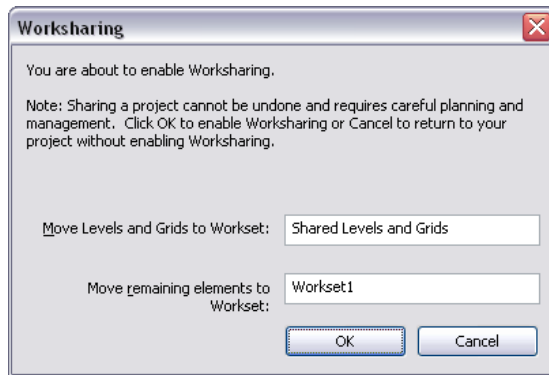 Worksharing
You are about to enable Worksharing.
Note: Sharing a project cannot be undone and requires careful planning and
management.  Click OK to enable Worksharing or Cancel to return to your
project without enabling Worksharing.
Move Levels and Grids to Workset:
Shared Levels and Grids
Move remaining elements to
Workset:
Workset1
OK
Cancel